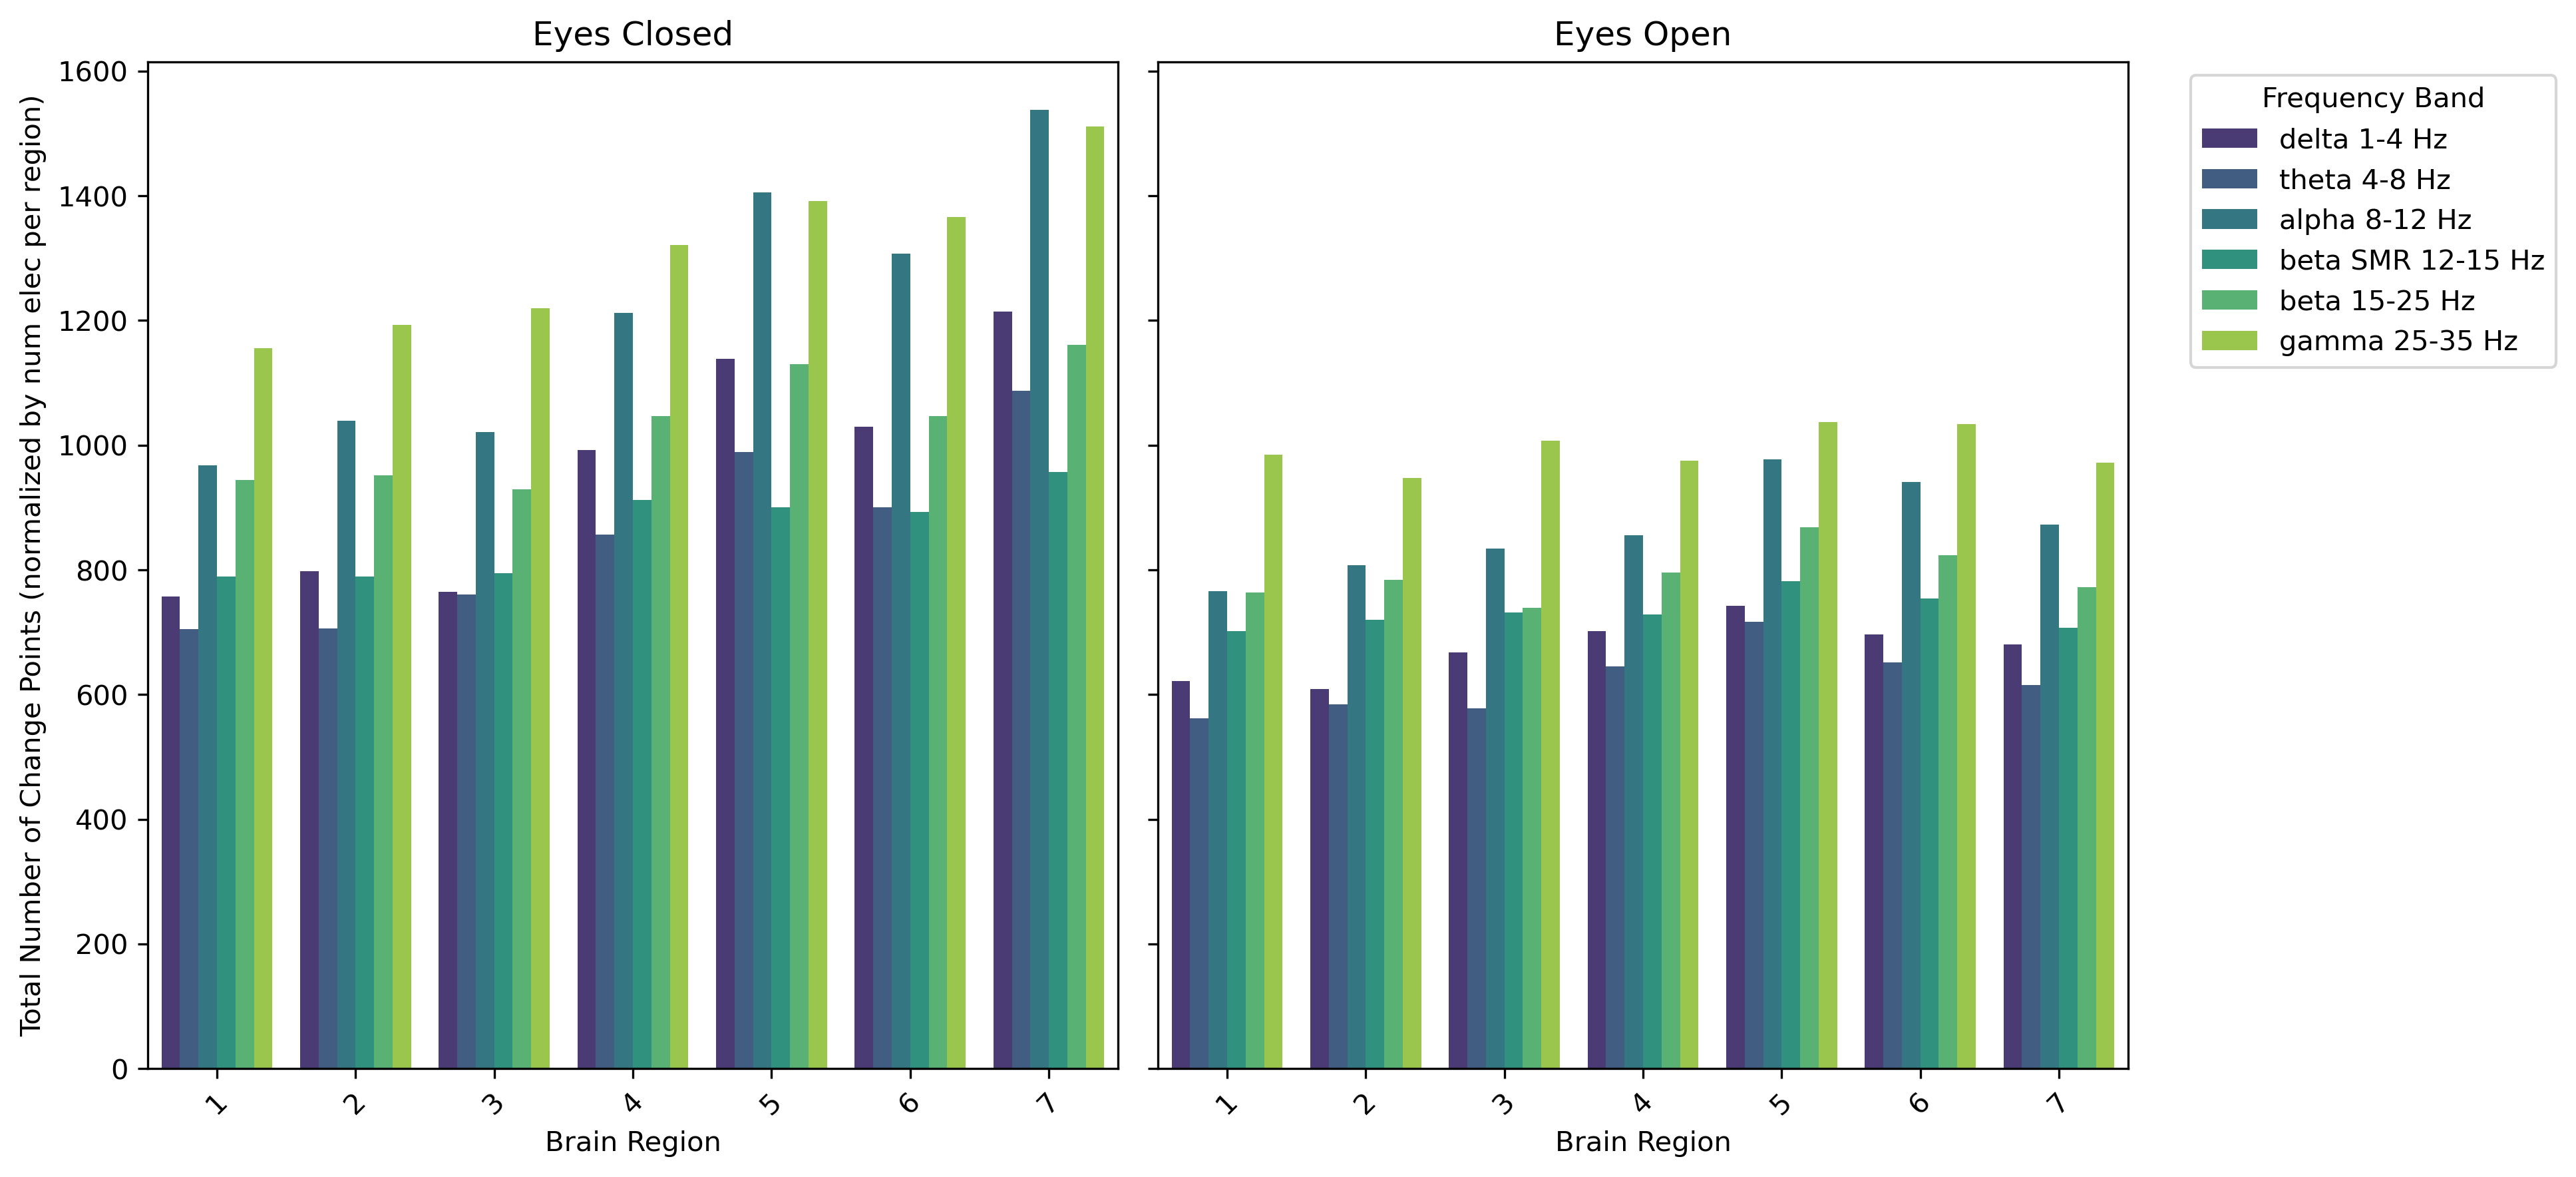 Eyes Closed
Eyes Open
Total Number of Change Points (normalized by num elec per region)
1600
1400
1200
1000
800
600
400
200
0
1 2 3 4 5 6 7
Brain Region
1 2 3 4 5 6 7
Brain Region
Frequency Band
delta 1-4 Hz
theta 4-8 Hz
alpha 8-12 Hz
beta SMR 12-15 Hz
beta 15-25 Hz
gamma 25-35 Hz